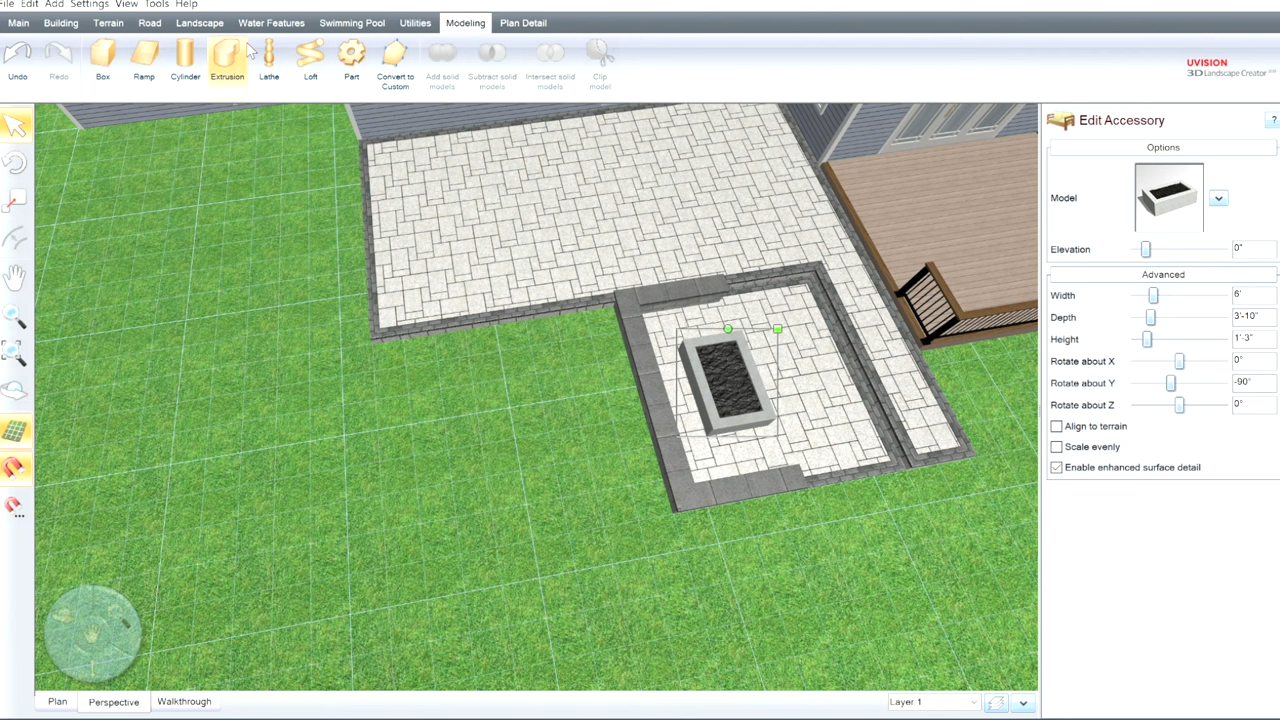 File Edit Add Settings View Tools Help
Main Building Terrain Road Landscape Water Features Swimming Pool Utilities Modeling Plan Detail
Undo Redo Box Ramp Cylinder Extrusion Lathe Loft Part Convert to Custom Add solid models Subtract solid models Intersect solid models Clip model
UVISION
3D Landscape Creator
Edit Accessory ?
Options
Model
Elevation 0"
Advanced
Width 6'
Depth 3'-10"
Height 1'-3"
Rotate about X 0°
Rotate about Y -90°
Rotate about Z 0°
Align to terrain
Scale evenly
Enable enhanced surface detail
Plan Perspective Walkthrough Layer 1